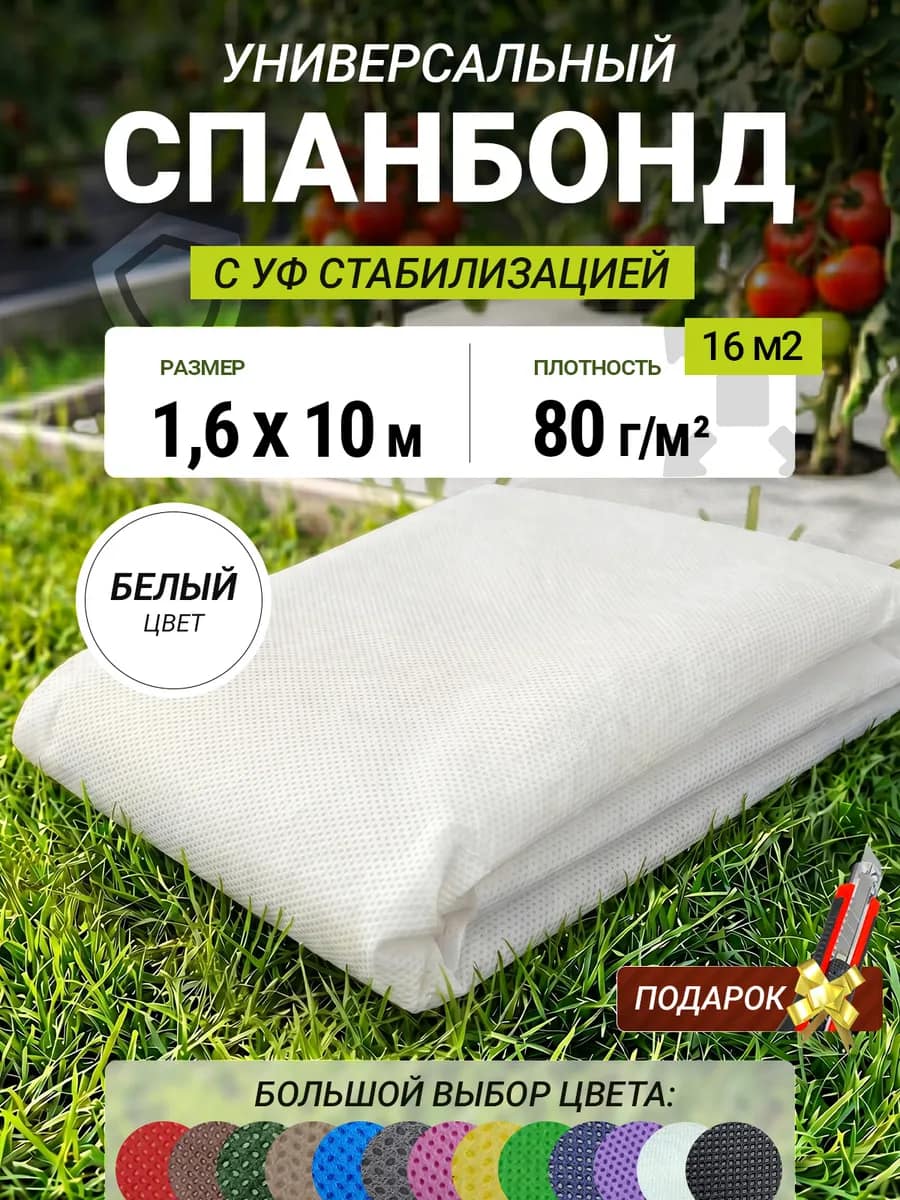 УНИВЕРСАЛЬНЫЙ
СПАНБОНД
С УФ СТАБИЛИЗАЦИЕЙ
16 м2
РАЗМЕР
1,6 х 10 м
ПЛОТНОСТЬ
80 г/м²
БЕЛЫЙ
ЦВЕТ
ПОДАРОК
БОЛЬШОЙ ВЫБОР ЦВЕТА: